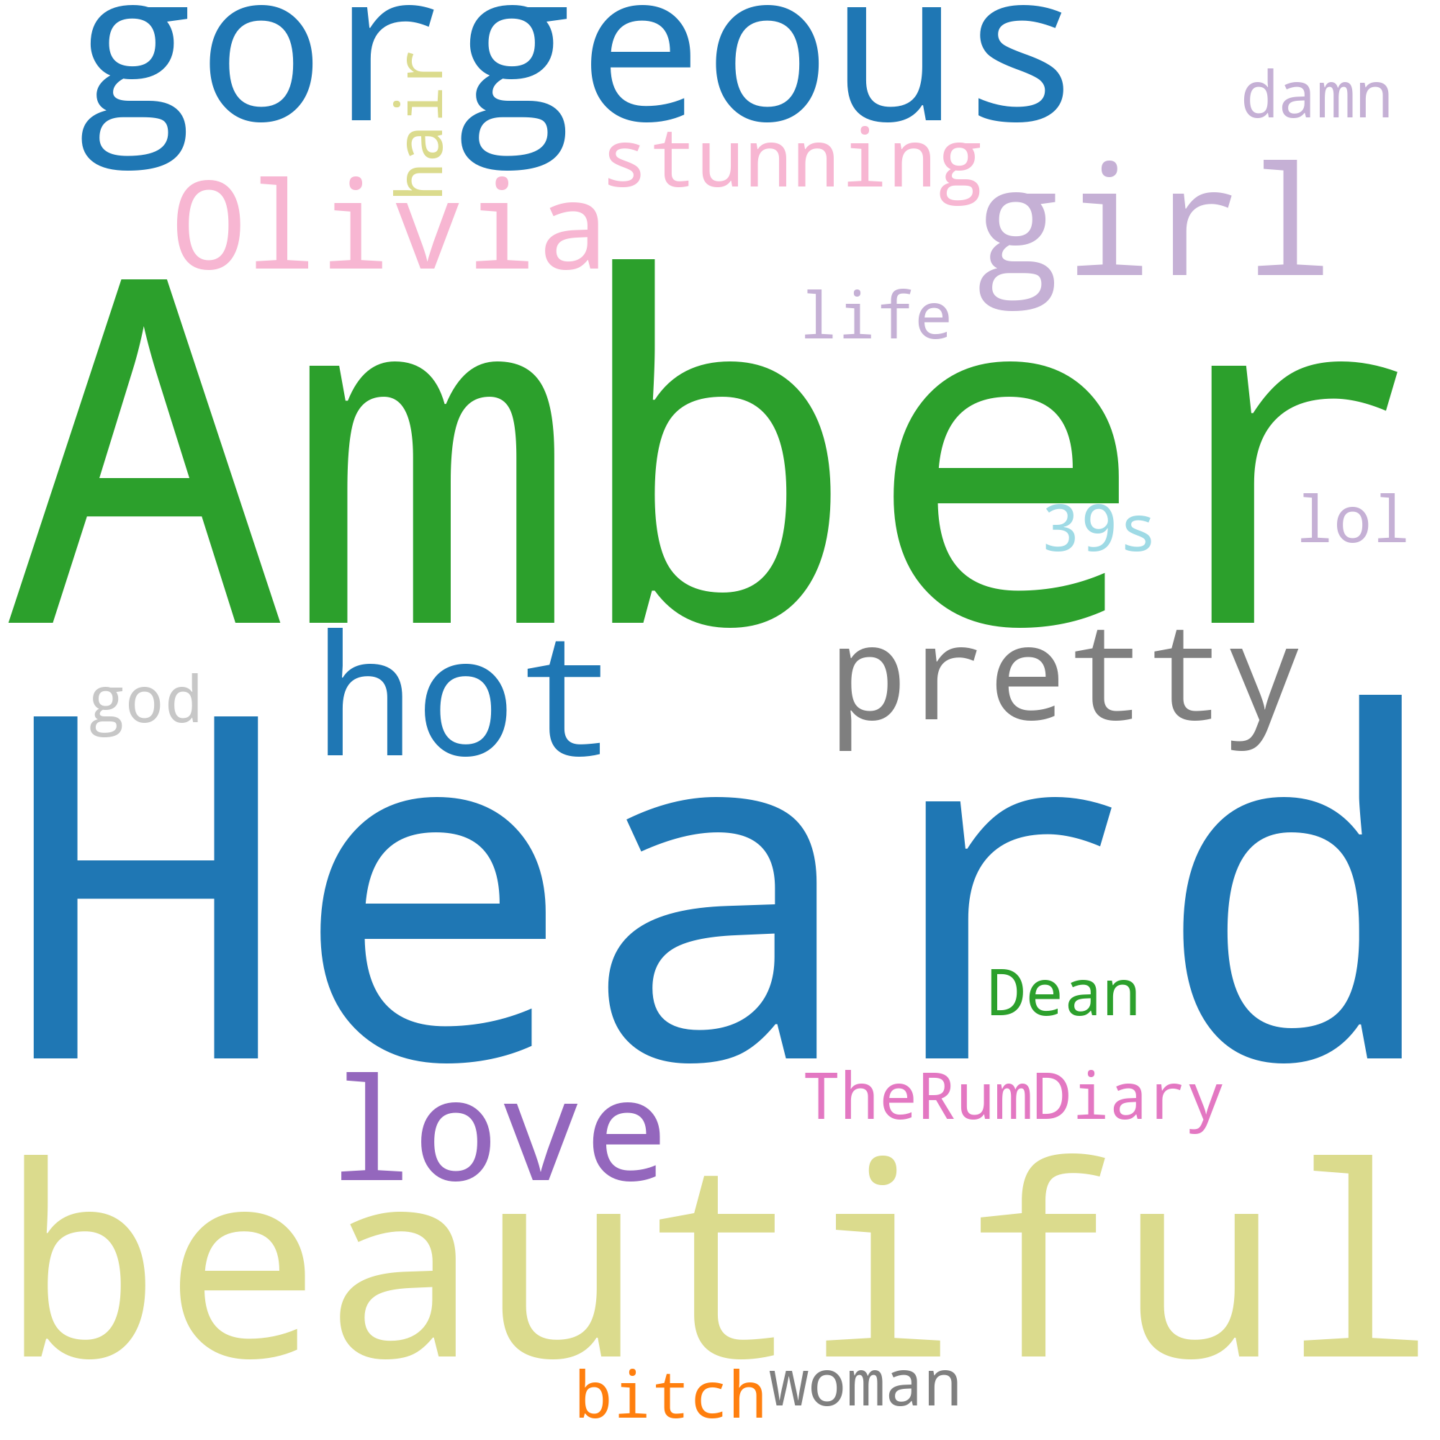 gorgeous
hair
damn
stunning
Olivia
girl
life
Amber
39s
lol
hot
pretty
god
Heard
Dean
love
TheRumDiary
beautiful
bitch
woman